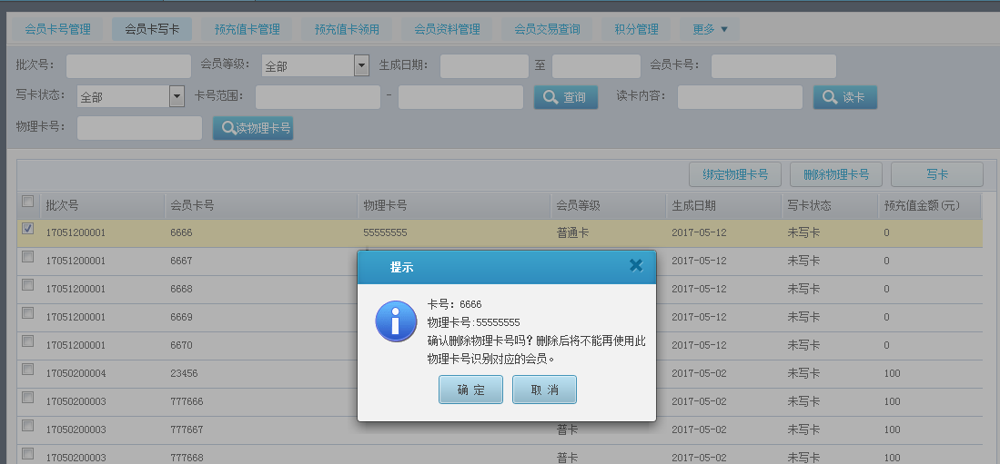 会员卡号管理 会员卡写卡 预充值卡管理 预充值卡领用 会员资料管理 会员交易查询 积分管理 更多
批次号: 会员等级: 全部 生成日期: 至 会员卡号:
写卡状态: 全部 卡号范围: - 查询 读卡内容: 读卡
物理卡号: 读物理卡号
绑定物理卡号 删除物理卡号 写卡
批次号 会员卡号 物理卡号 会员等级 生成日期 写卡状态 预充值金额(元)
17051200001 6666 55555555 普通卡 2017-05-12 未写卡 0
17051200001 6667 2017-05-12 未写卡 0
17051200001 6668 2017-05-12 未写卡 0
17051200001 6669 2017-05-12 未写卡 0
17051200001 6670 2017-05-12 未写卡 0
17050200004 23456 2017-05-02 未写卡 100
17050200003 777666 2017-05-02 未写卡 100
17050200003 777667 普卡 2017-05-02 未写卡 100
17050200003 777668 普卡 2017-05-02 未写卡 100
提示
卡号: 6666
物理卡号:55555555
确认删除物理卡号吗? 删除后将不能再使用此
物理卡号识别对应的会员。
确 定 取 消